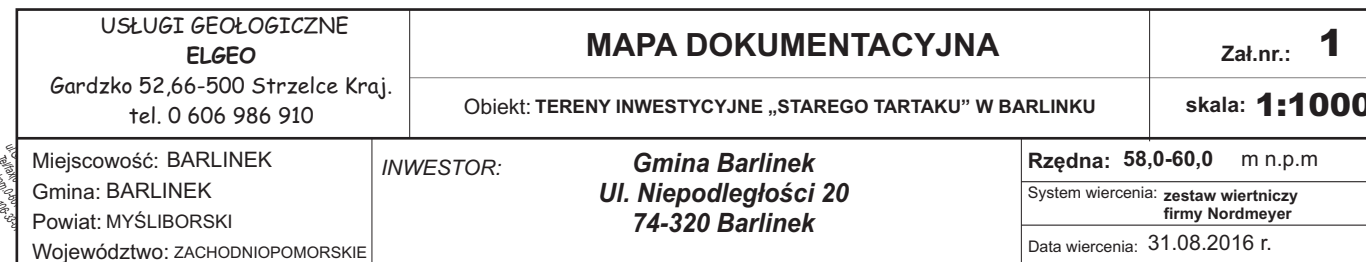 USŁUGI GEOŁOGICZNE
ELGEO
Gardzko 52,66-500 Strzelce Kraj.
tel. 0 606 986 910
MAPA DOKUMENTACYJNA
Zał.nr.: 1
Obiekt: TERENY INWESTYCYJNE „STAREGO TARTAKU” W BARLINKU
skala: 1:1000
Miejscowość: BARLINEK
Gmina: BARLINEK
Powiat: MYŚLIBORSKI
Województwo: ZACHODNIOPOMORSKIE
INWESTOR:
Gmina Barlinek
Ul. Niepodległości 20
74-320 Barlinek
Rzędna: 58,0-60,0 m n.p.m
System wiercenia: zestaw wiertniczy
firmy Nordmeyer
Data wiercenia: 31.08.2016 r.